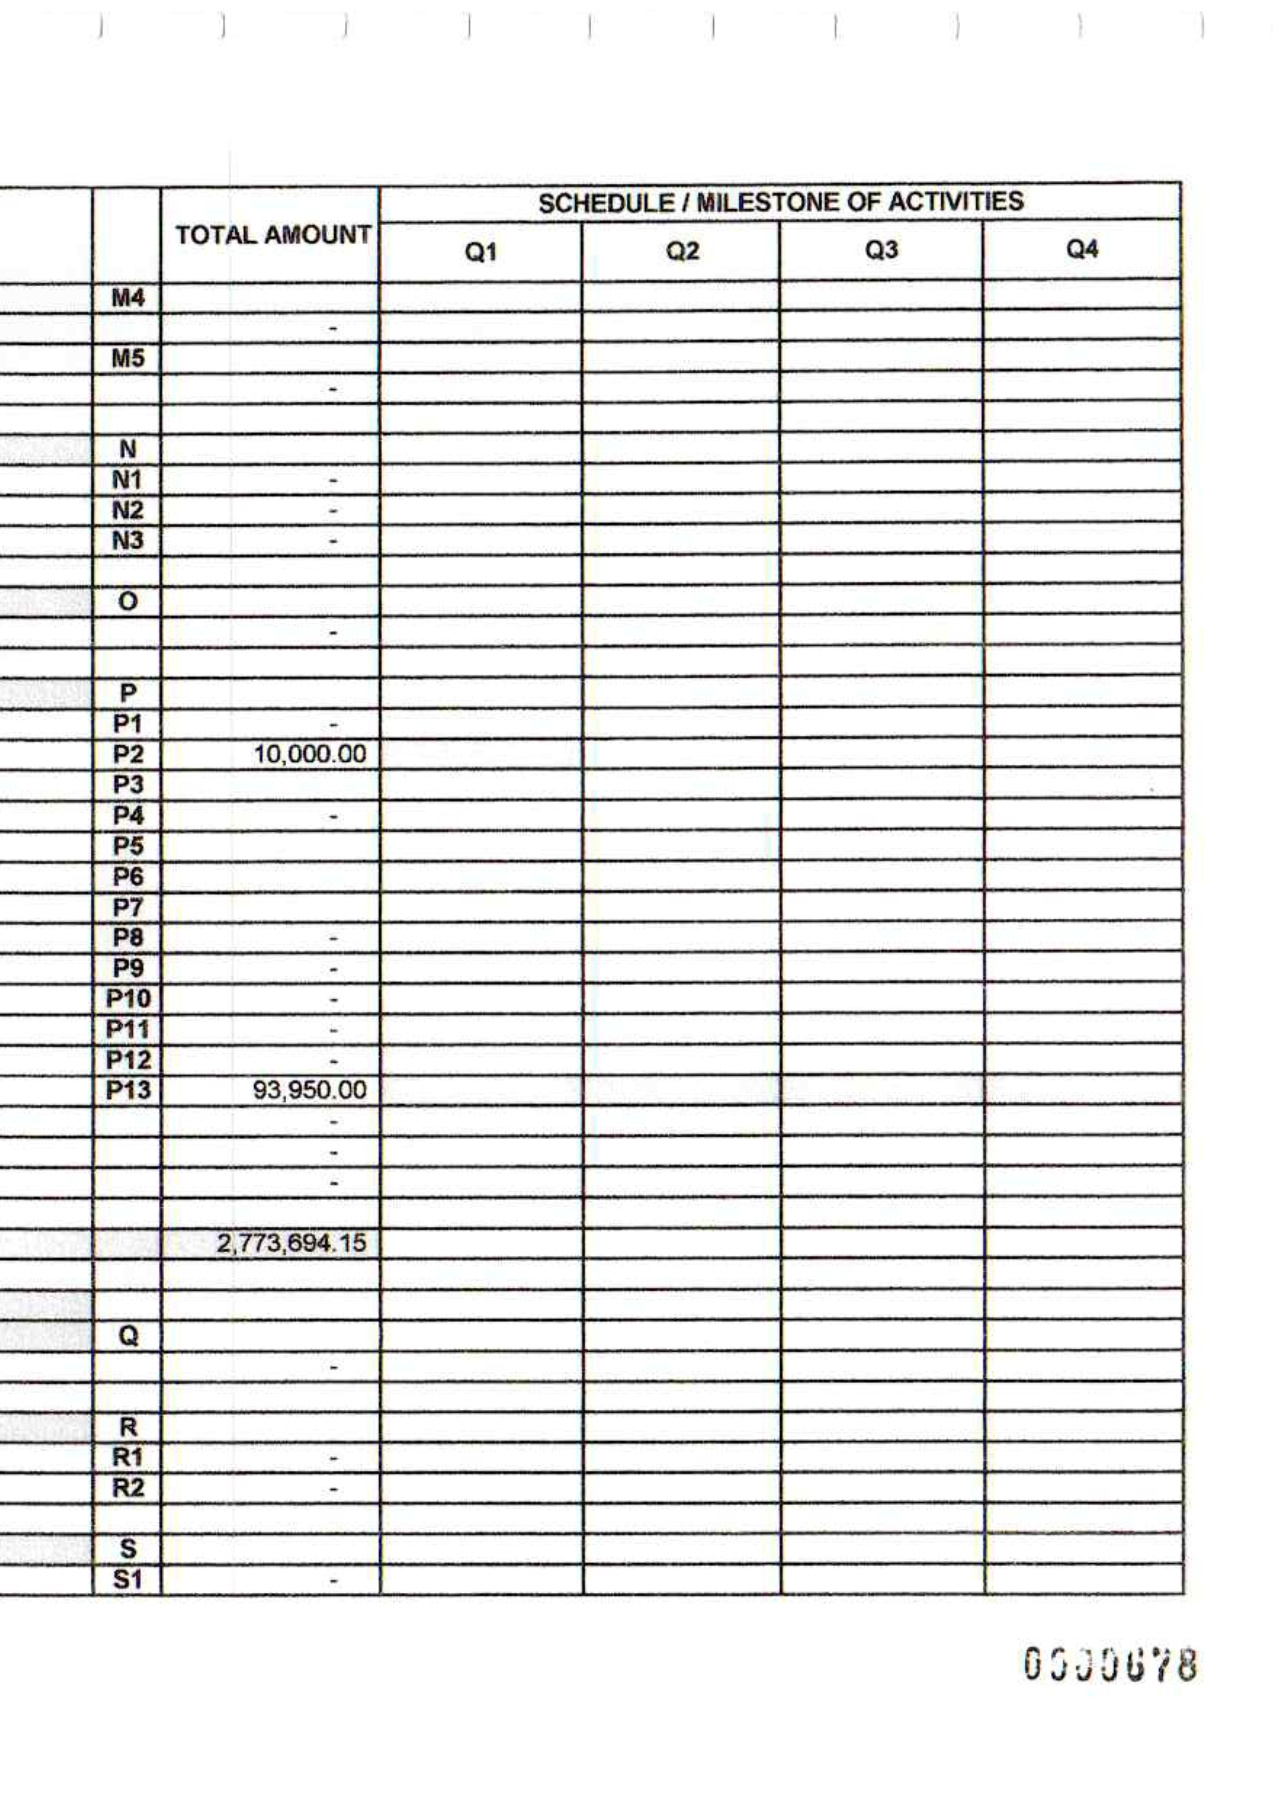 TOTAL AMOUNT
SCHEDULE / MILESTONE OF ACTIVITIES
Q1 Q2 Q3 Q4
M4
-
M5
-
N
N1 -
N2 -
N3 -
O
-
P
P1 -
P2 10,000.00
P3
P4 -
P5
P6
P7
P8 -
P9 -
P10 -
P11 -
P12 -
P13 93,950.00
-
-
-
2,773,694.15
Q
-
R
R1 -
R2 -
S
S1 -